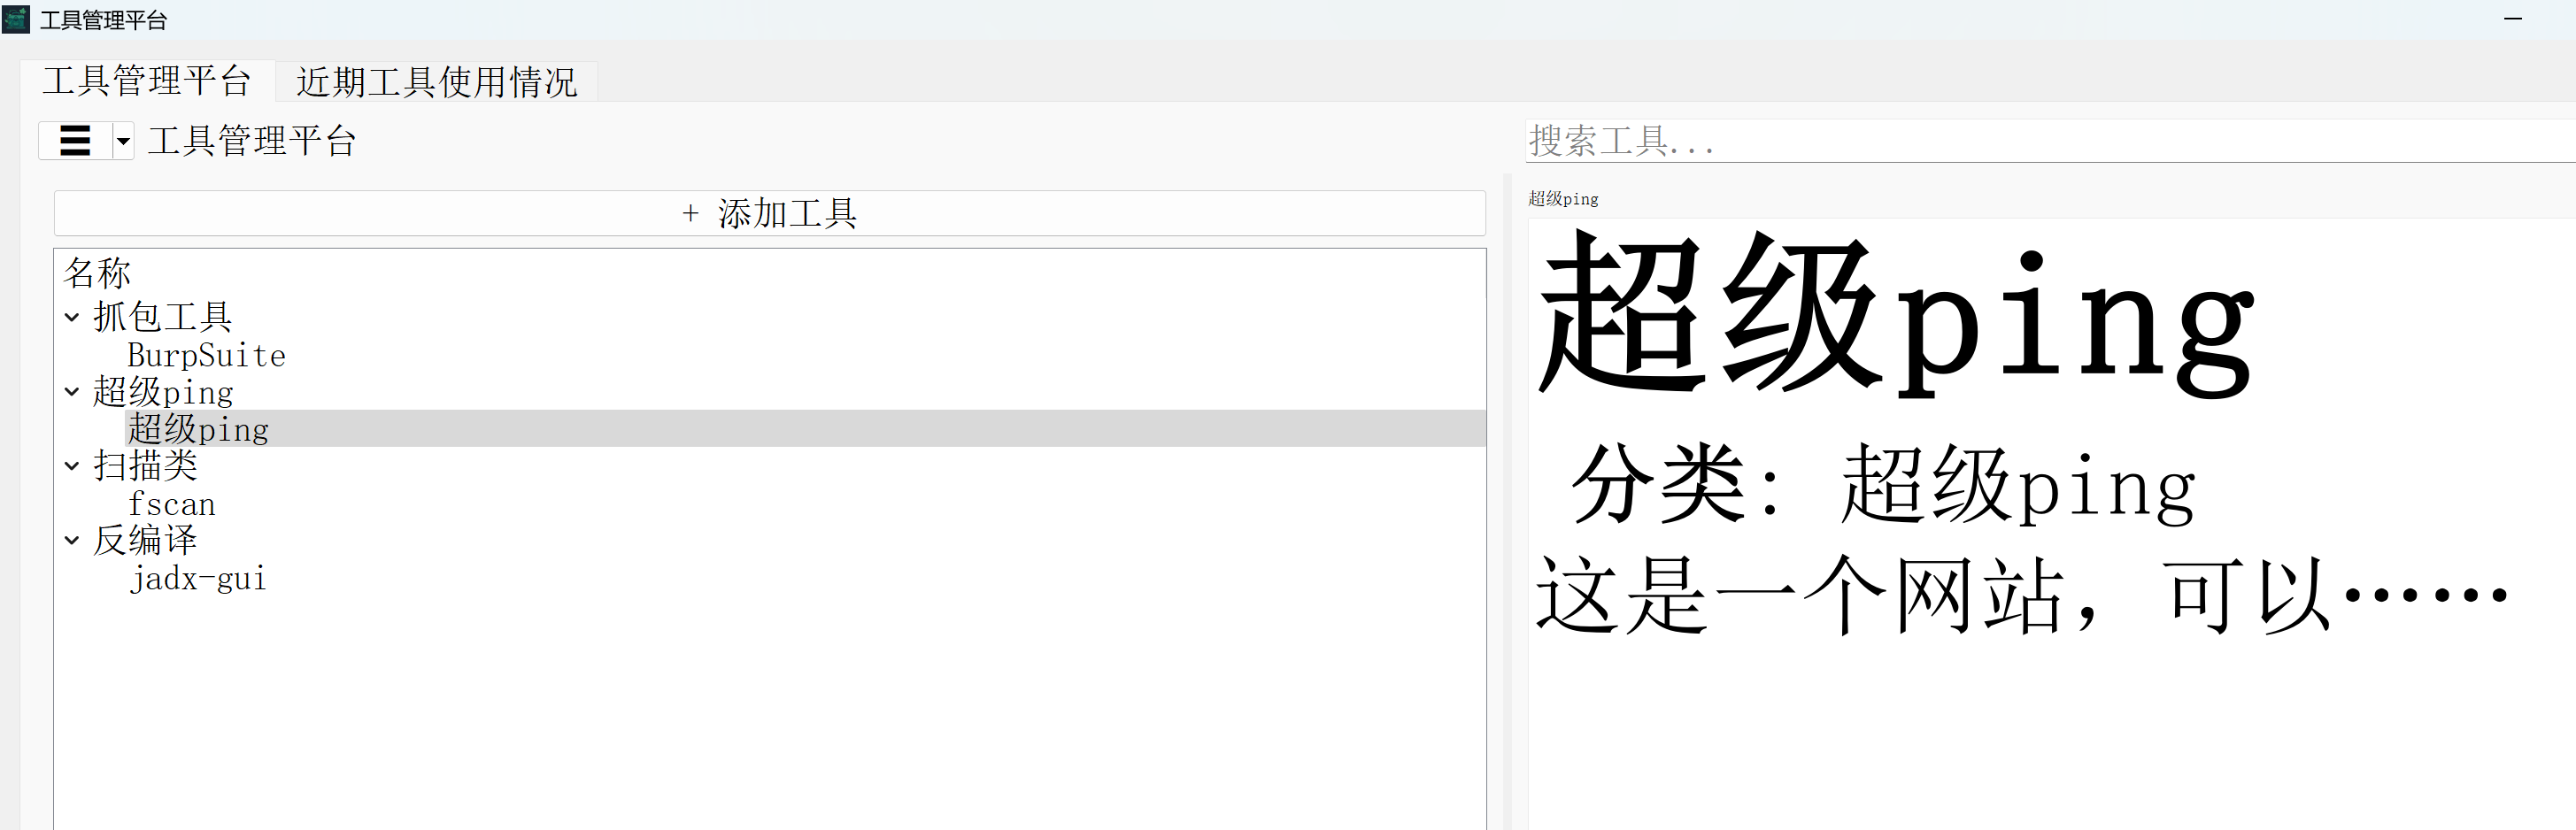 工具管理平台
工具管理平台 近期工具使用情况
工具管理平台
搜索工具...
+ 添加工具
名称
抓包工具
BurpSuite
超级ping
超级ping
扫描类
fscan
反编译
jadx-gui
超级ping
超级ping
分类: 超级ping
这是一个网站，可以······